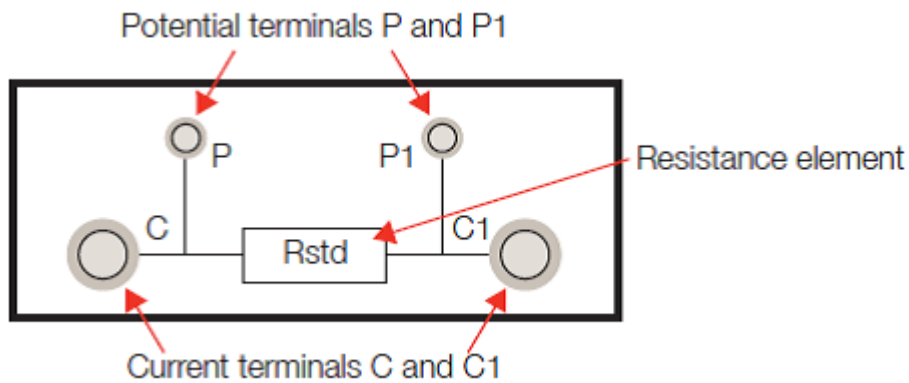 Potential terminals P and P1
P
P1
Resistance element
C
Rstd
C1
Current terminals C and C1